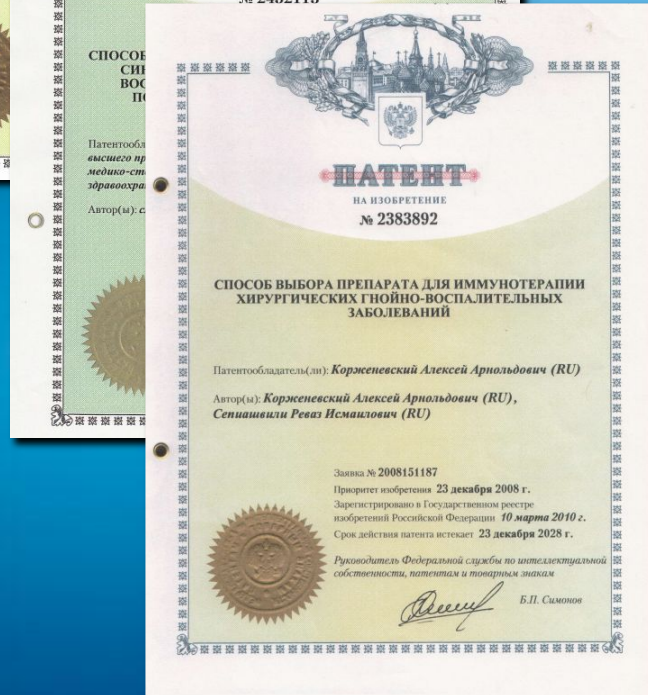 СПОСОБ
Патентообл
высшего пр
медико-ст
здравоохра
Автор(ы):
ПАТЕНТ
НА ИЗОБРЕТЕНИЕ
№ 2383892
СПОСОБ ВЫБОРА ПРЕПАРАТА ДЛЯ ИММУНОТЕРАПИИ
ХИРУРГИЧЕСКИХ ГНОЙНО-ВОСПАЛИТЕЛЬНЫХ
ЗАБОЛЕВАНИЙ
Патентообладатель(ли): Корженевский Алексей Арнольдович (RU)
Автор(ы): Корженевский Алексей Арнольдович (RU),
Сепиашвили Реваз Исмаилович (RU)
Заявка № 2008151187
Приоритет изобретения 23 декабря 2008 г.
Зарегистрировано в Государственном реестре
изобретений Российской Федерации 10 марта 2010 г.
Срок действия патента истекает 23 декабря 2028 г.
Руководитель Федеральной службы по интеллектуальной
собственности, патентам и товарным знакам
Б.П. Симонов